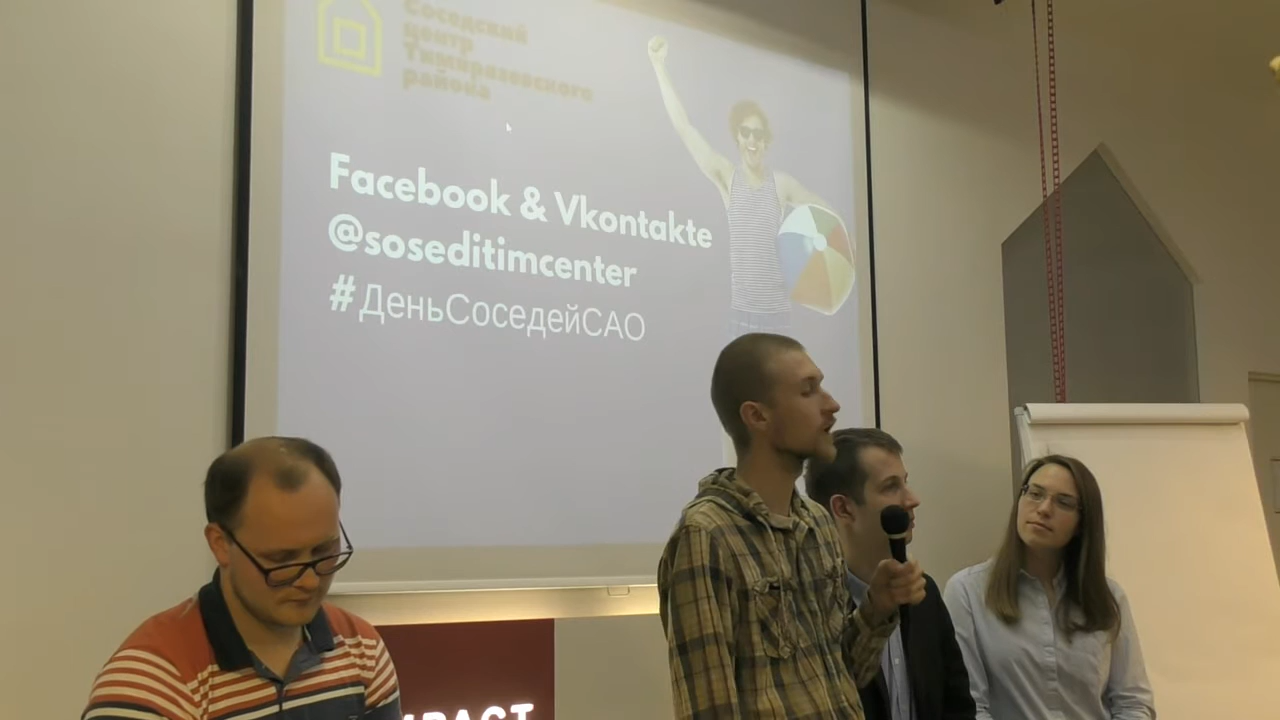 Соседский
центр
Тимирязевского
района
Facebook & Vkontakte
@soseditimcenter
#ДеньСоседейСАО